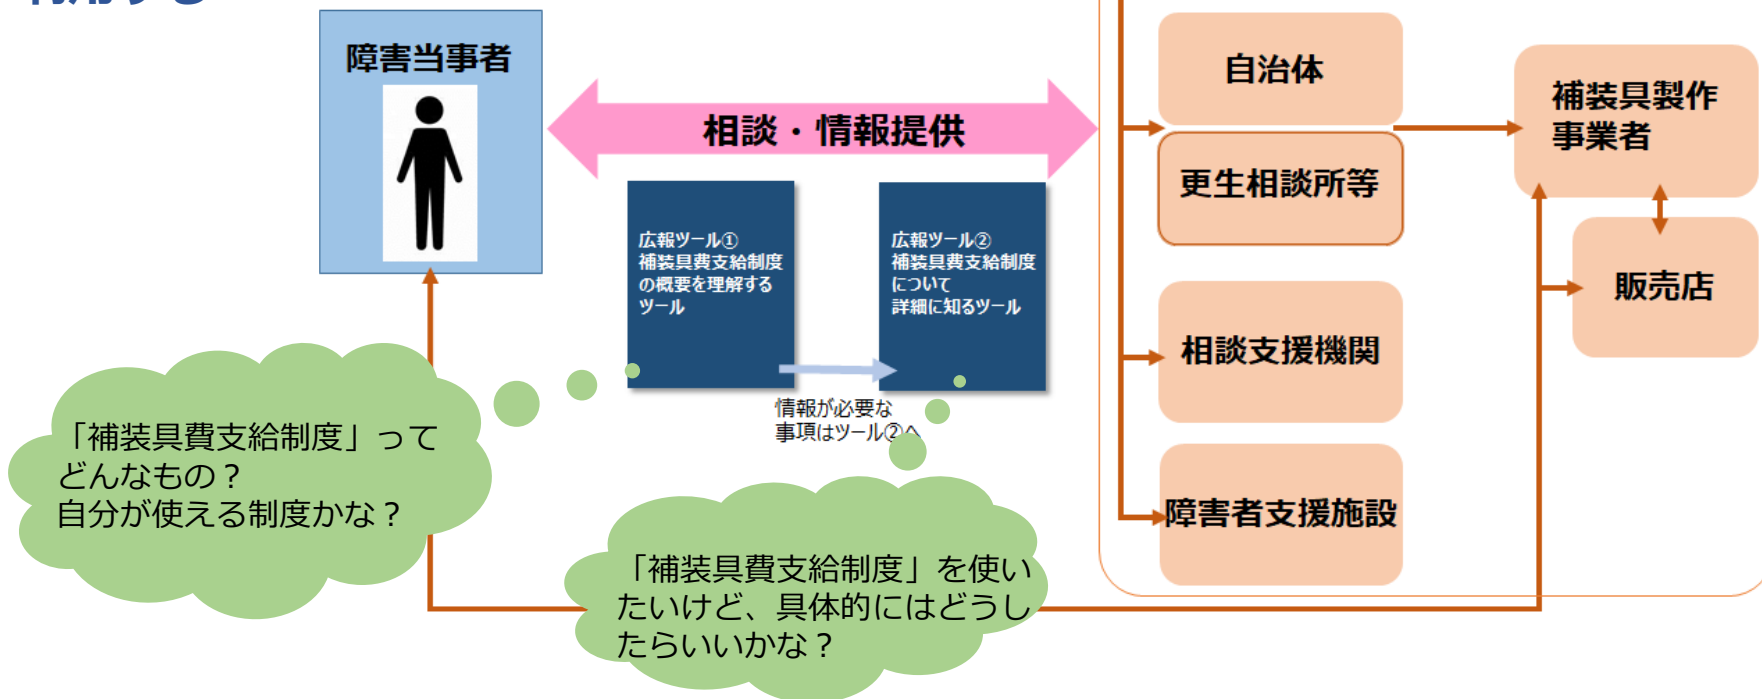 利用する
障害当事者
相談・情報提供
広報ツール①
補装具費支給制度
の概要を理解する
ツール
広報ツール②
補装具費支給制度
について
詳細に知るツール
情報が必要な
事項はツール②へ
「補装具費支給制度」って
どんなもの？
自分が使える制度かな？
「補装具費支給制度」を使い
たいけど、具体的にはどうし
たらいいかな？
自治体
更生相談所等
相談支援機関
障害者支援施設
補装具製作
事業者
販売店